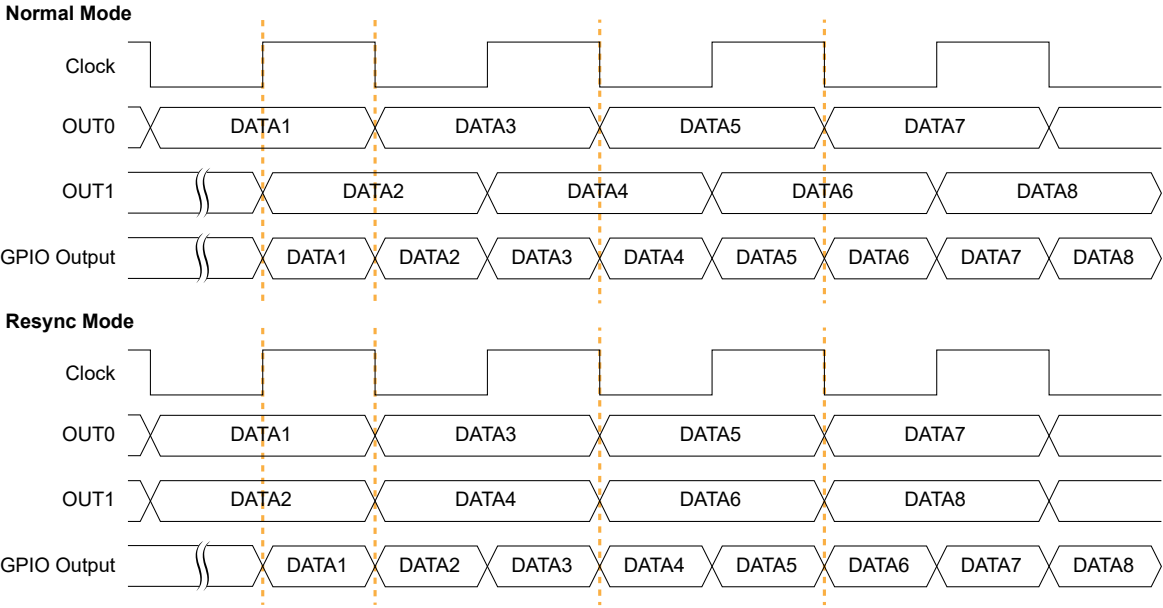 Normal Mode
Clock
OUT0 DATA1 DATA3 DATA5 DATA7
OUT1 DATA2 DATA4 DATA6 DATA8
GPIO Output DATA1 DATA2 DATA3 DATA4 DATA5 DATA6 DATA7 DATA8
Resync Mode
Clock
OUT0 DATA1 DATA3 DATA5 DATA7
OUT1 DATA2 DATA4 DATA6 DATA8
GPIO Output DATA1 DATA2 DATA3 DATA4 DATA5 DATA6 DATA7 DATA8